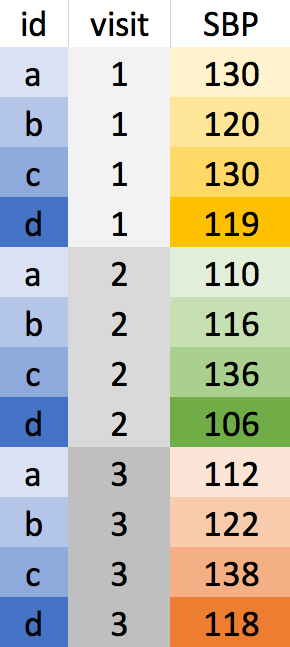 id visit SBP
a 1 130
b 1 120
c 1 130
d 1 119
a 2 110
b 2 116
c 2 136
d 2 106
a 3 112
b 3 122
c 3 138
d 3 118